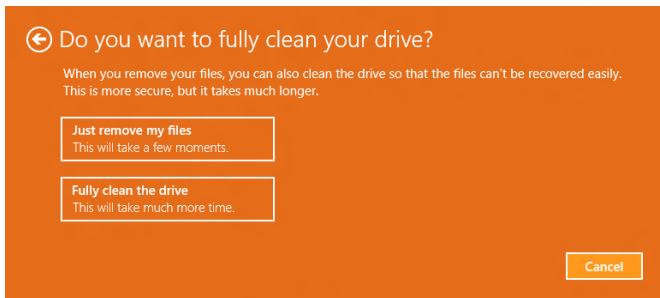 Do you want to fully clean your drive?
When you remove your files, you can also clean the drive so that the files can't be recovered easily.
This is more secure, but it takes much longer.
Just remove my files
This will take a few moments.
Fully clean the drive
This will take much more time.
Cancel